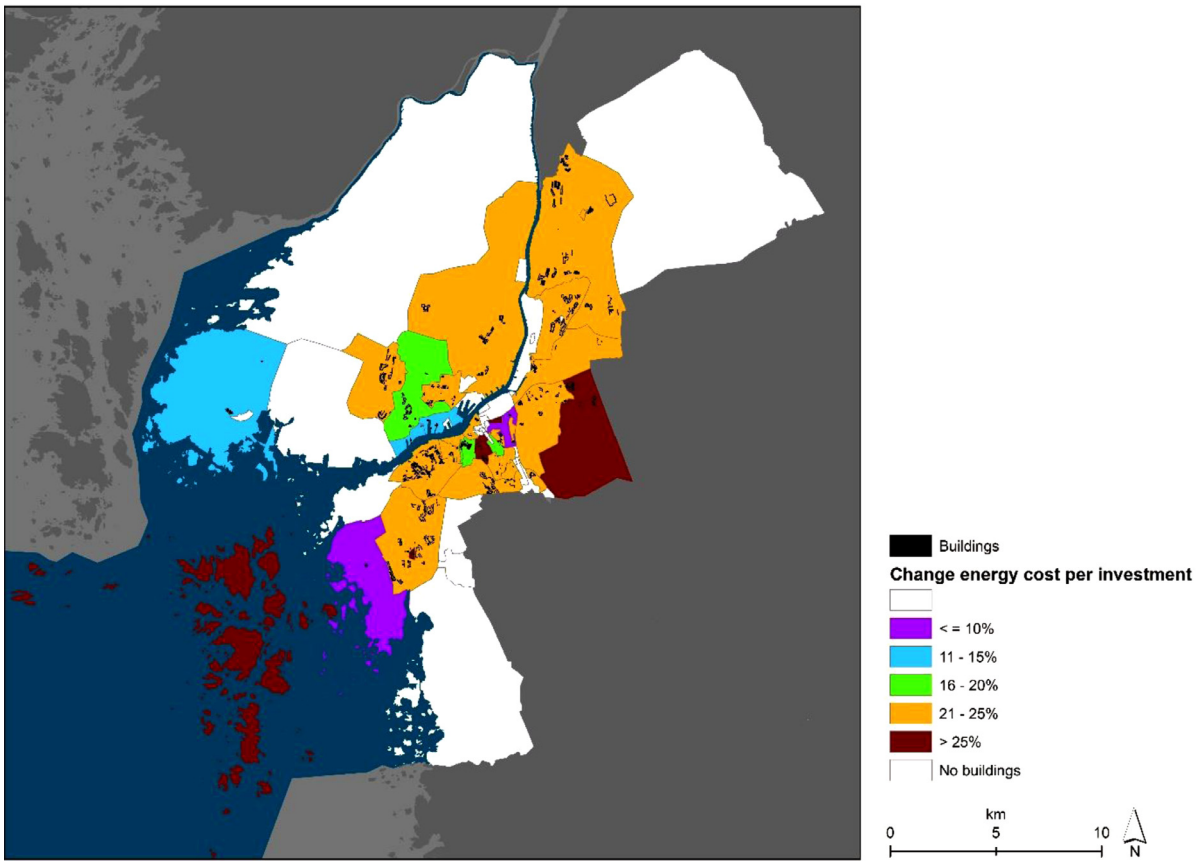 Buildings
Change energy cost per investment
< = 10%
11 - 15%
16 - 20%
21 - 25%
> 25%
No buildings
km
0 5 10
N